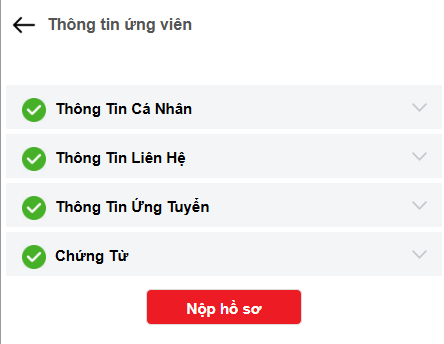 Thông tin ứng viên
Thông Tin Cá Nhân
Thông Tin Liên Hệ
Thông Tin Ứng Tuyển
Chứng Từ
Nộp hồ sơ